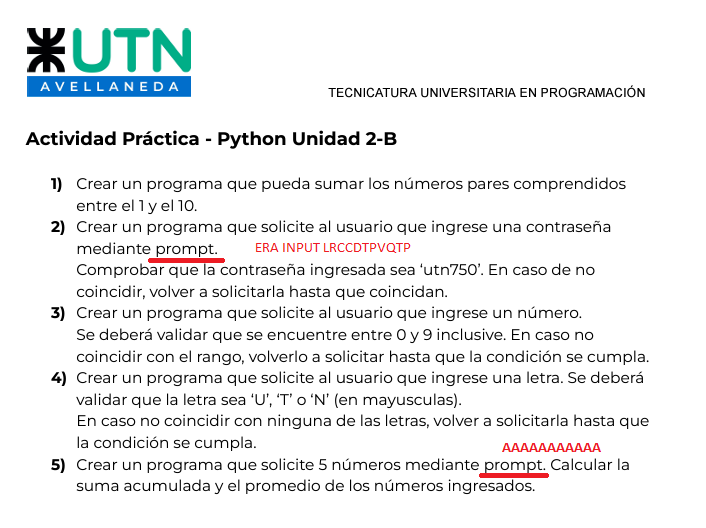 UTN
AVELLANEDA
TECNICATURA UNIVERSITARIA EN PROGRAMACIÓN
Actividad Práctica - Python Unidad 2-B
1) Crear un programa que pueda sumar los números pares comprendidos
entre el 1 y el 10.
2) Crear un programa que solicite al usuario que ingrese una contraseña
mediante prompt. ERA INPUT LRCCDTPVQTP
Comprobar que la contraseña ingresada sea ‘utn750’. En caso de no
coincidir, volver a solicitarla hasta que coincidan.
3) Crear un programa que solicite al usuario que ingrese un número.
Se deberá validar que se encuentre entre 0 y 9 inclusive. En caso no
coincidir con el rango, volverlo a solicitar hasta que la condición se cumpla.
4) Crear un programa que solicite al usuario que ingrese una letra. Se deberá
validar que la letra sea ‘U’, ‘T’ o ‘N’ (en mayusculas).
En caso no coincidir con ninguna de las letras, volver a solicitarla hasta que
la condición se cumpla.
AAAAAAAAAAA
5) Crear un programa que solicite 5 números mediante prompt. Calcular la
suma acumulada y el promedio de los números ingresados.